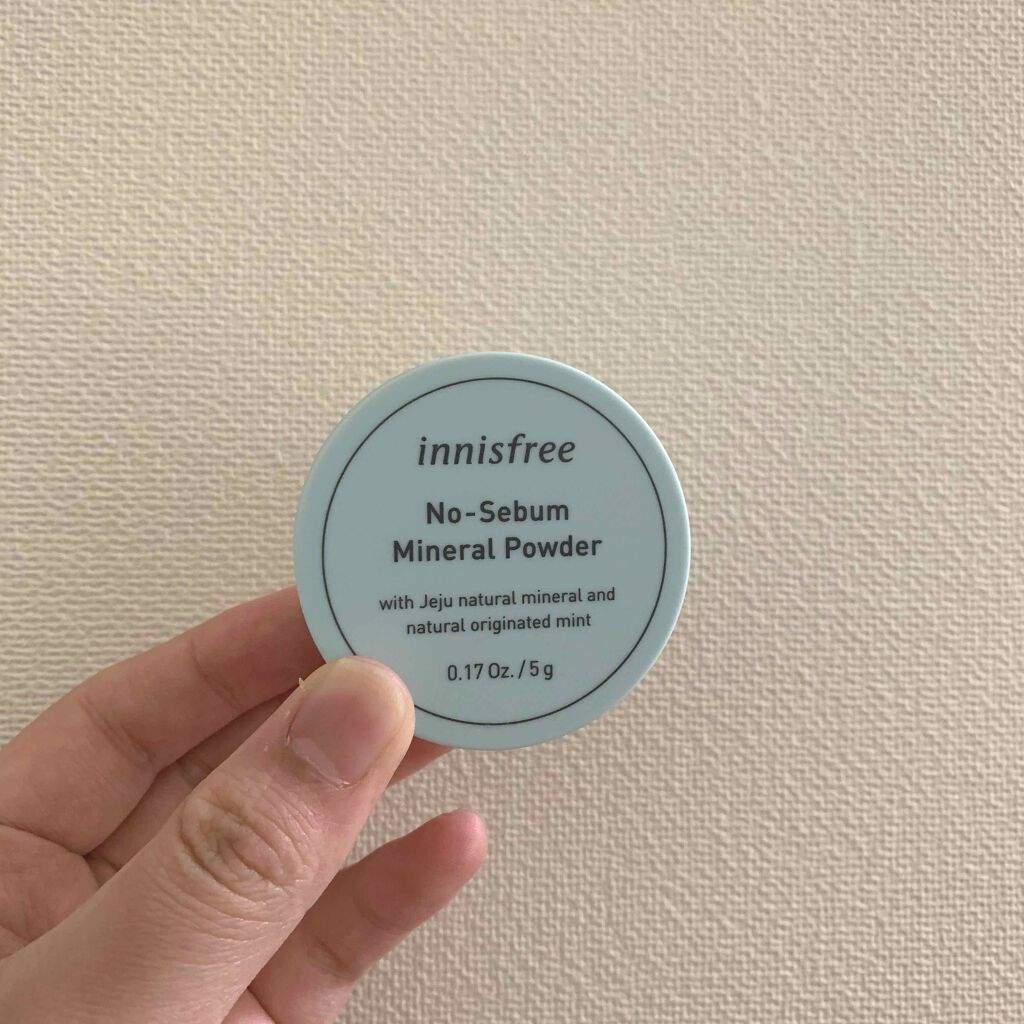 innisfree
No-Sebum
Mineral Powder
with Jeju natural mineral and
natural originated mint
0.17 Oz. / 5 g